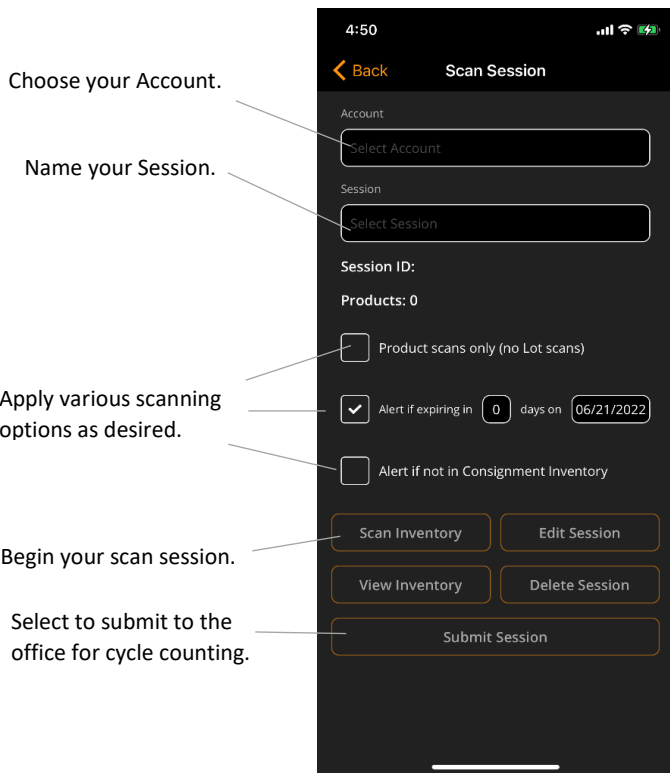 4:50
Back
Scan Session
Choose your Account.
Account
Select Account
Name your Session.
Session
Select Session
Session ID:
Products: 0
Product scans only (no Lot scans)
Apply various scanning
options as desired.
Alert if expiring in 0 days on 06/21/2022
Alert if not in Consignment Inventory
Begin your scan session.
Scan Inventory
Edit Session
View Inventory
Delete Session
Select to submit to the
office for cycle counting.
Submit Session